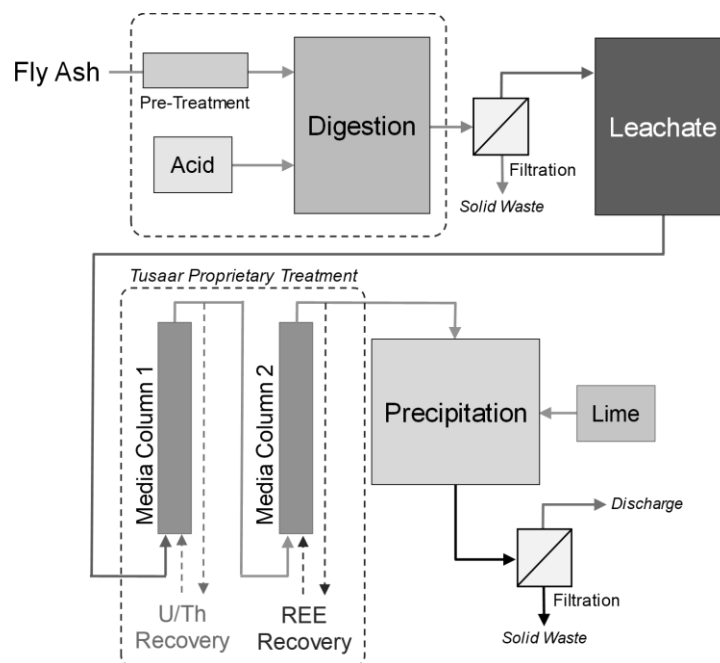 Fly Ash
Pre-Treatment
Acid
Digestion
Filtration
Solid Waste
Leachate
Tusaar Proprietary Treatment
Media Column 1
Media Column 2
U/Th
Recovery
REE
Recovery
Precipitation
Lime
Discharge
Filtration
Solid Waste